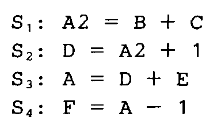 S₁: A2 = B + C
S₂: D = A2 + 1
S₃: A = D + E
S₄: F = A - 1